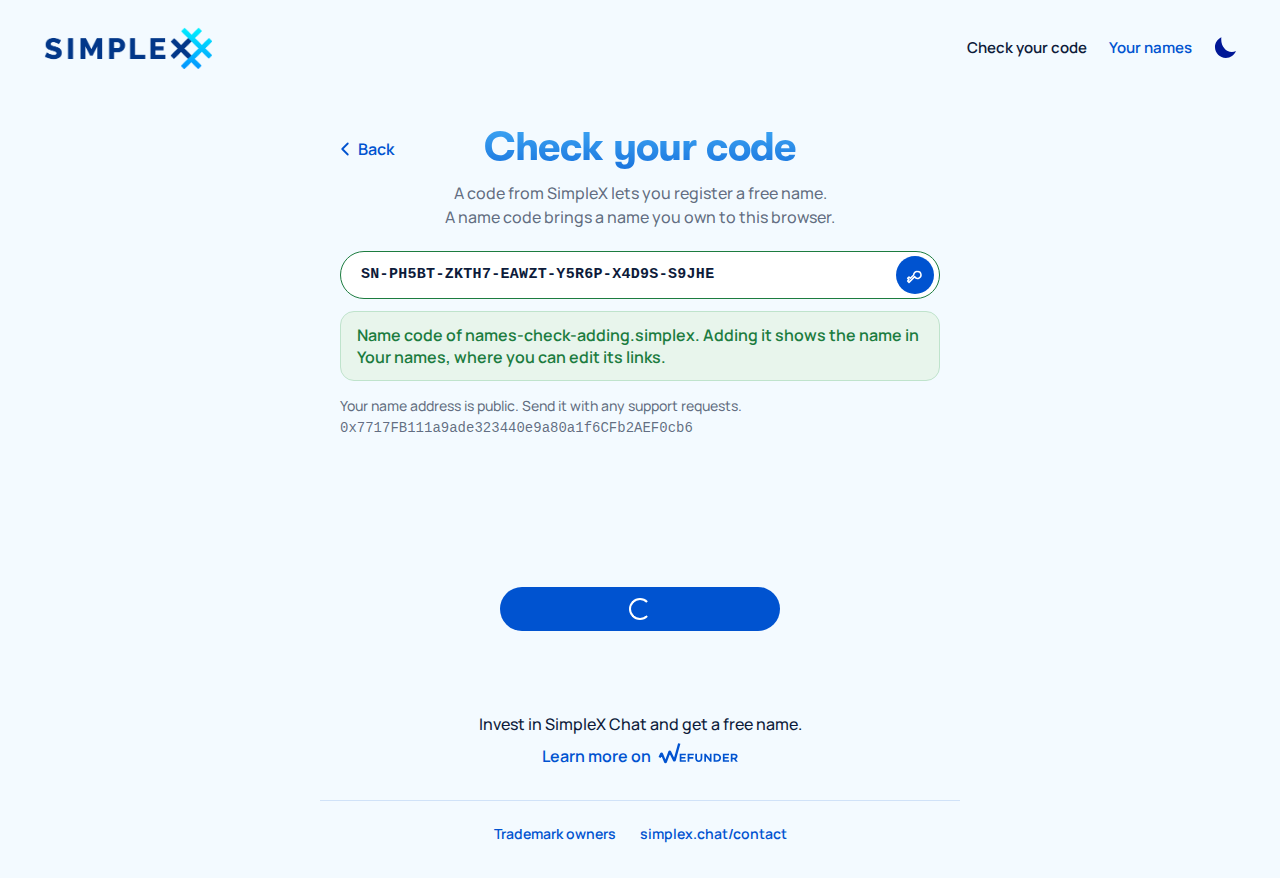 SIMPLEX
Check your code
Your names
Back
Check your code
A code from SimpleX lets you register a free name.
A name code brings a name you own to this browser.
SN-PH5BT-ZKTH7-EAWZT-Y5R6P-X4D9S-S9JHE
Name code of names-check-adding.simplex. Adding it shows the name in
Your names, where you can edit its links.
Your name address is public. Send it with any support requests.
0x7717FB111a9ade323440e9a80a1f6CFb2AEF0cb6
Invest in SimpleX Chat and get a free name.
Learn more on WEFUNDER
Trademark owners
simplex.chat/contact